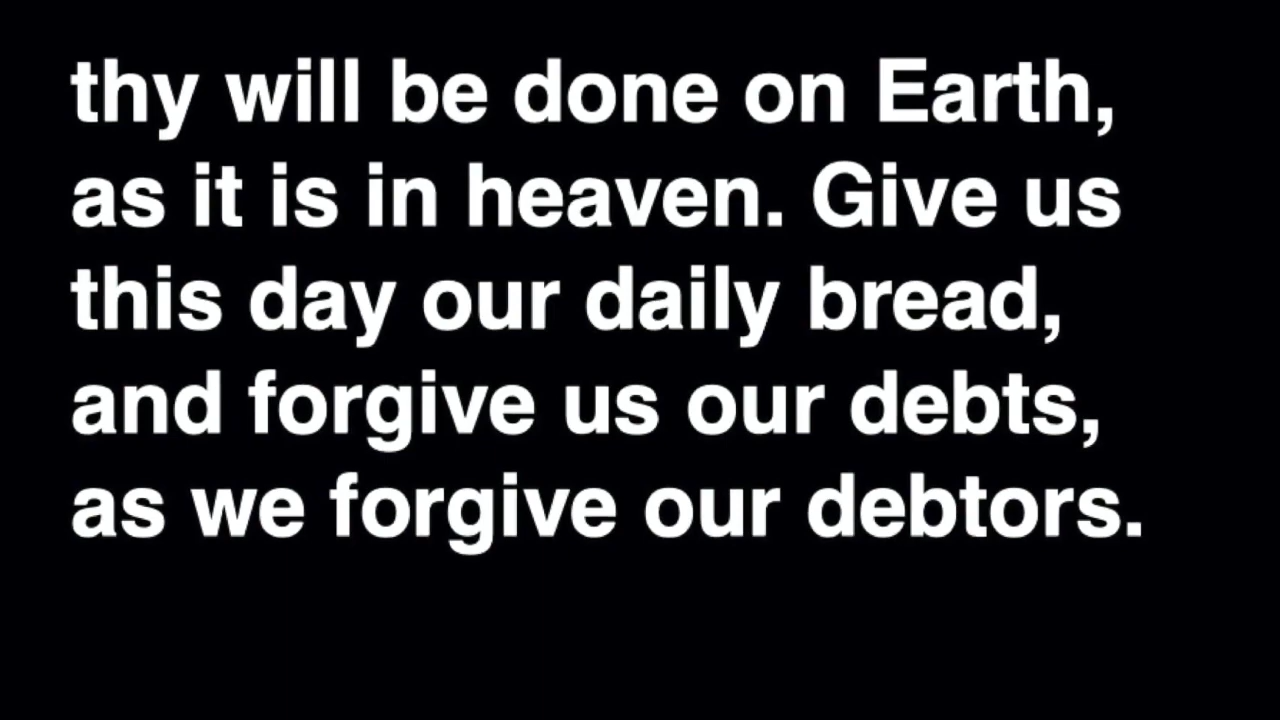 thy will be done on Earth,
as it is in heaven. Give us
this day our daily bread,
and forgive us our debts,
as we forgive our debtors.